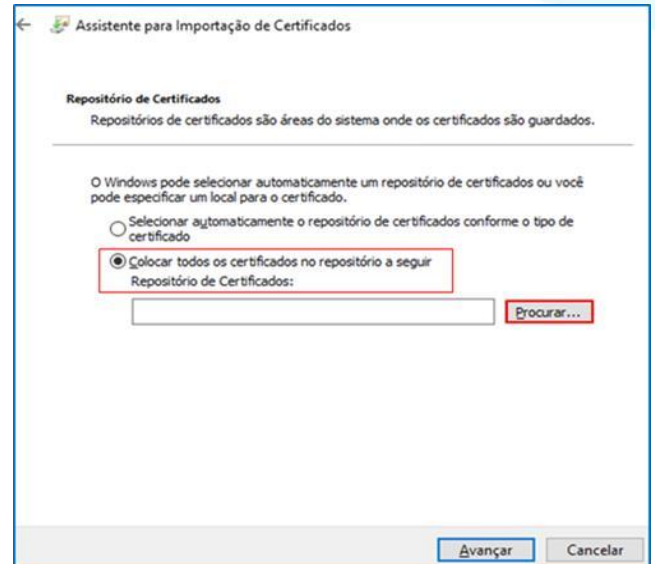 Assistente para Importação de Certificados
Repositório de Certificados
Repositórios de certificados são áreas do sistema onde os certificados são guardados.
O Windows pode selecionar automaticamente um repositório de certificados ou você
pode especificar um local para o certificado.
Selecionar automaticamente o repositório de certificados conforme o tipo de
certificado
Colocar todos os certificados no repositório a seguir
Repositório de Certificados:
Procurar...
Avançar
Cancelar